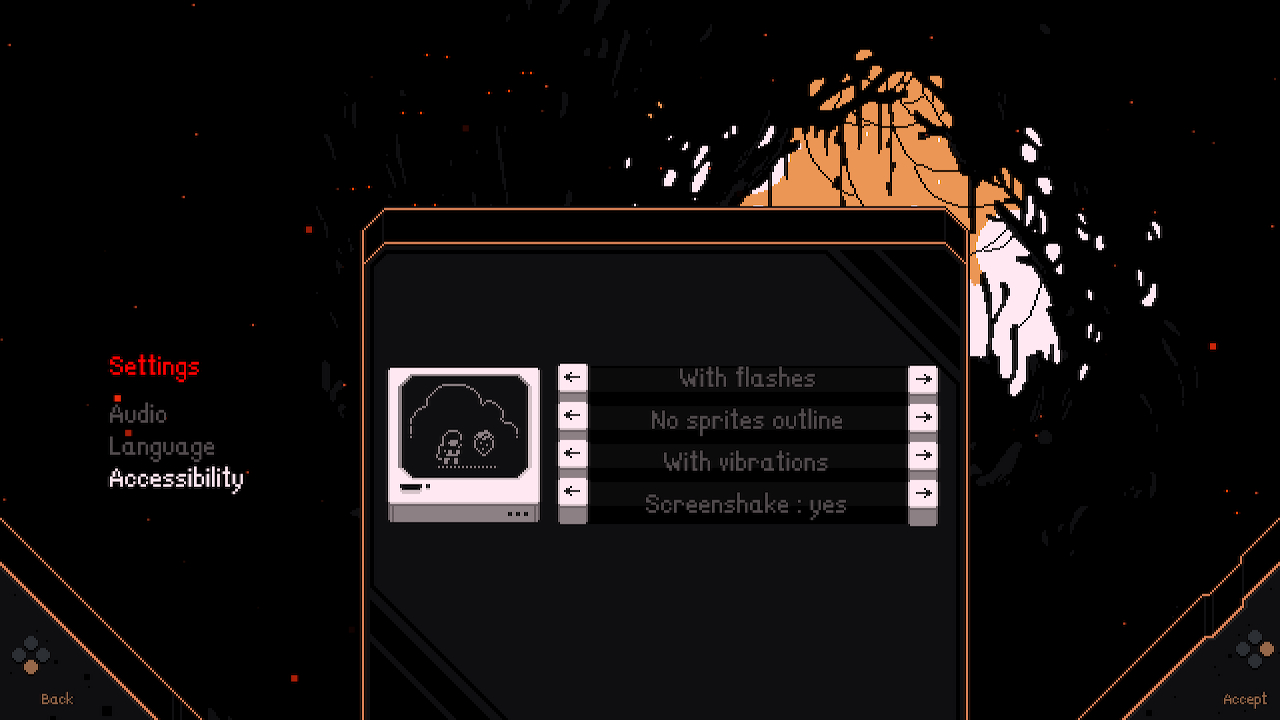 Settings
Audio
Language
Accessibility
With flashes
No sprites outline
With vibrations
Screenshake : yes
Back
Accept